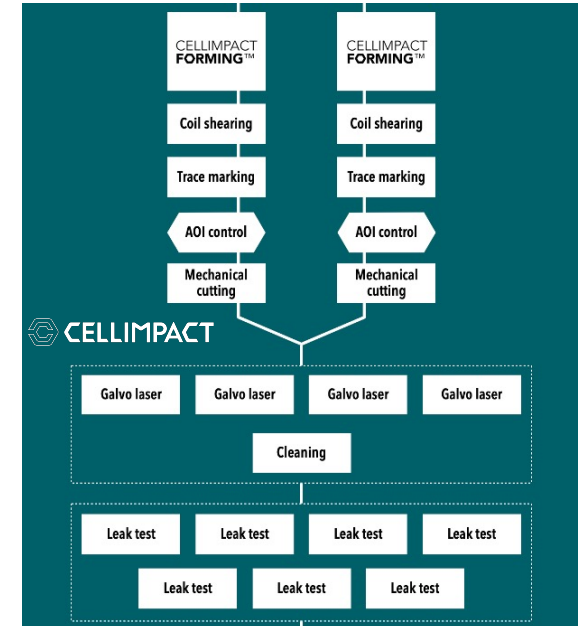 CELLIMPACT CELLIMPACT
FORMING™ FORMING™
Coil shearing Coil shearing
Trace marking Trace marking
AOI control AOI control
Mechanical Mechanical
cutting cutting
CELLIMPACT
Galvo laser Galvo laser Galvo laser Galvo laser
Cleaning
Leak test Leak test Leak test Leak test
Leak test Leak test Leak test